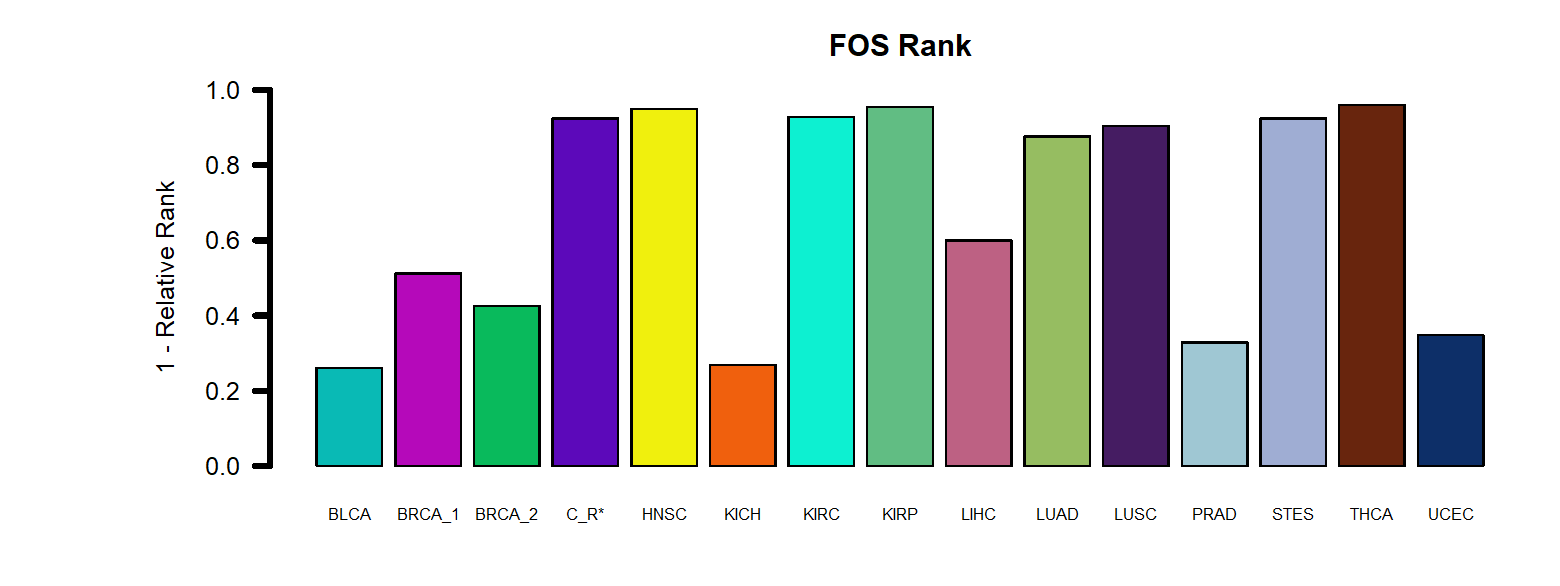 FOS Rank
1 - Relative Rank
1.0
0.8
0.6
0.4
0.2
0.0
BLCA BRCA_1 BRCA_2 C_R* HNSC KICH KIRC KIRP LIHC LUAD LUSC PRAD STES THCA UCEC